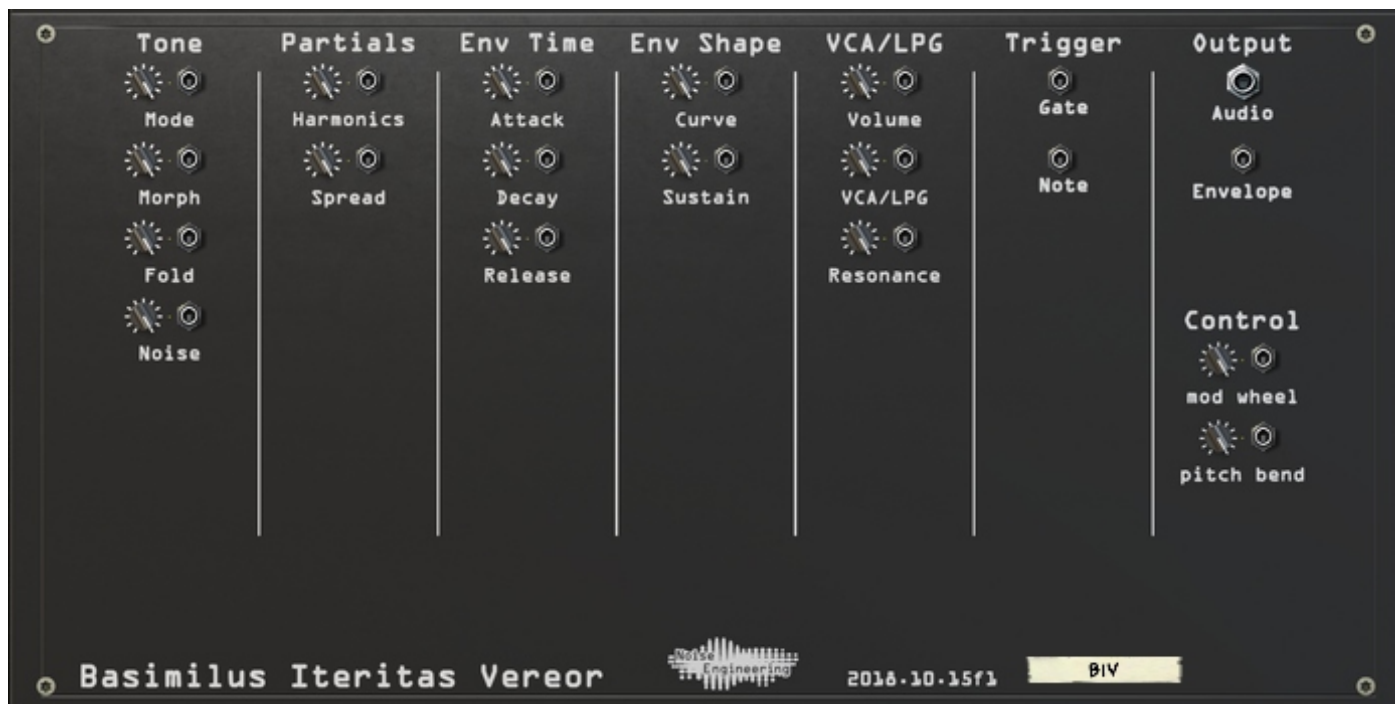 Tone Partials Env Time Env Shape VCA/LPG Trigger Output
Mode Harmonics Attack Curve Volume Gate Audio
Morph Spread Decay Sustain VCA/LPG Note Envelope
Fold Release Resonance
Control
Noise
mod wheel
pitch bend
Basimilus Iteritas Vereor Noise Engineering 2018.10.15f1 BIV